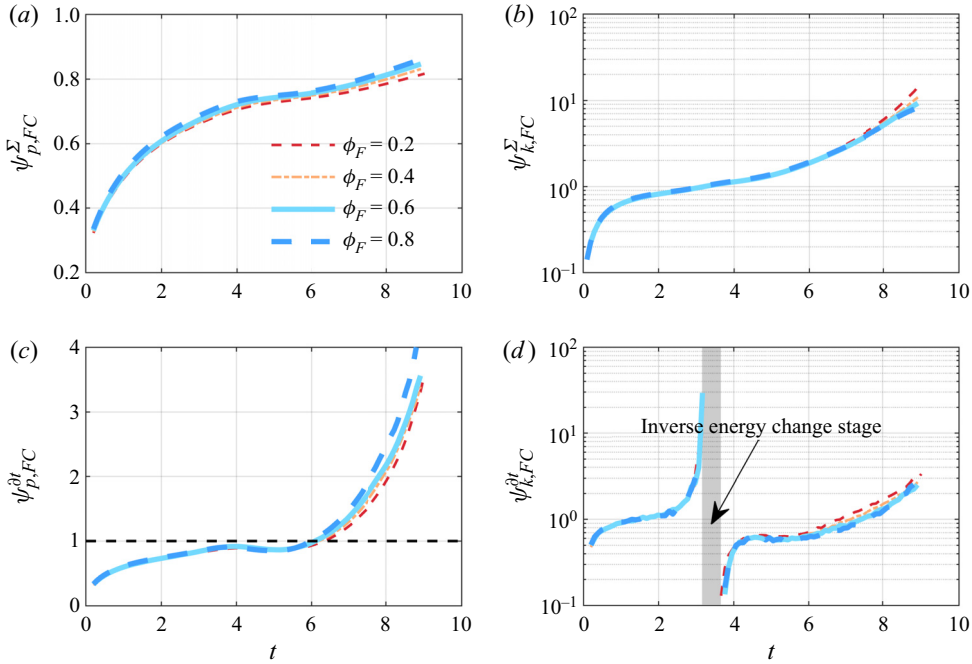 (a)
1.0
0.8
0.6
0.4
0.2
ψ^Σ_{p,FC}
ϕ_F = 0.2
ϕ_F = 0.4
ϕ_F = 0.6
ϕ_F = 0.8
0 2 4 6 8 10
(b)
10^2
10^1
10^0
10^{−1}
ψ^Σ_{k,FC}
0 2 4 6 8 10
(c)
4
3
2
1
0
ψ^{∂t}_{p,FC}
0 2 4 6 8 10
t
(d)
10^2
10^1
10^0
10^{−1}
ψ^{∂t}_{k,FC}
Inverse energy change stage
0 2 4 6 8 10
t